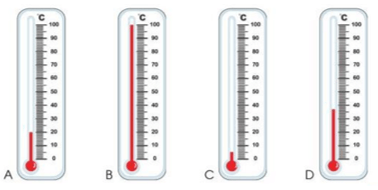 °C °C °C °C
100 100 100 100
90 90 90 90
80 80 80 80
70 70 70 70
60 60 60 60
50 50 50 50
40 40 40 40
30 30 30 30
20 20 20 20
10 10 10 10
0 0 0 0
A B C D